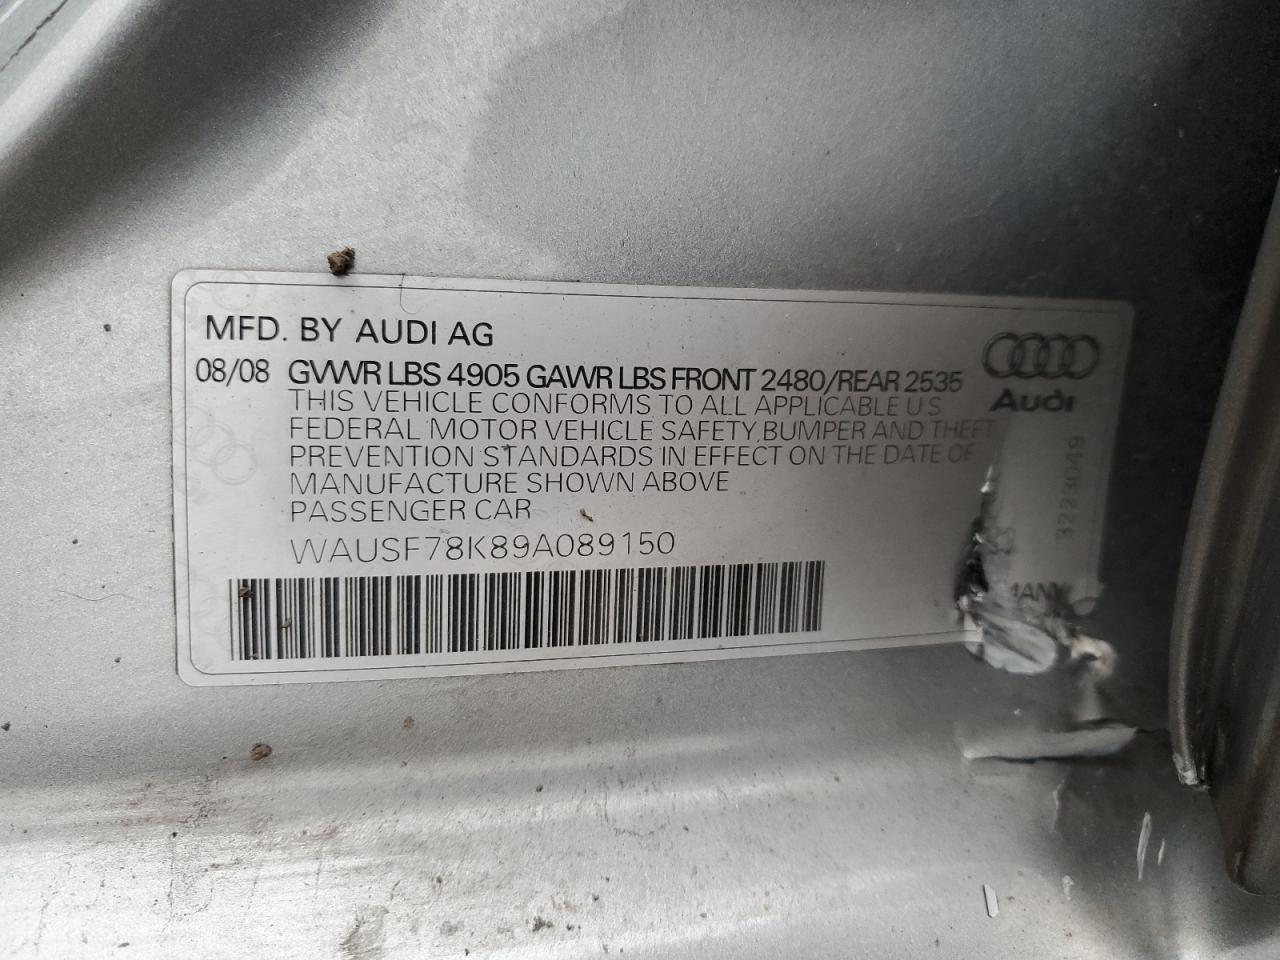 MFD. BY AUDI AG
08/08 GVWR LBS 4905 GAWR LBS FRONT 2480/REAR 2535
THIS VEHICLE CONFORMS TO ALL APPLICABLE U S
FEDERAL MOTOR VEHICLE SAFETY, BUMPER AND THEFT
PREVENTION STANDARDS IN EFFECT ON THE DATE OF
MANUFACTURE SHOWN ABOVE
PASSENGER CAR
WAUSF78K89A089150
Audi
3223049